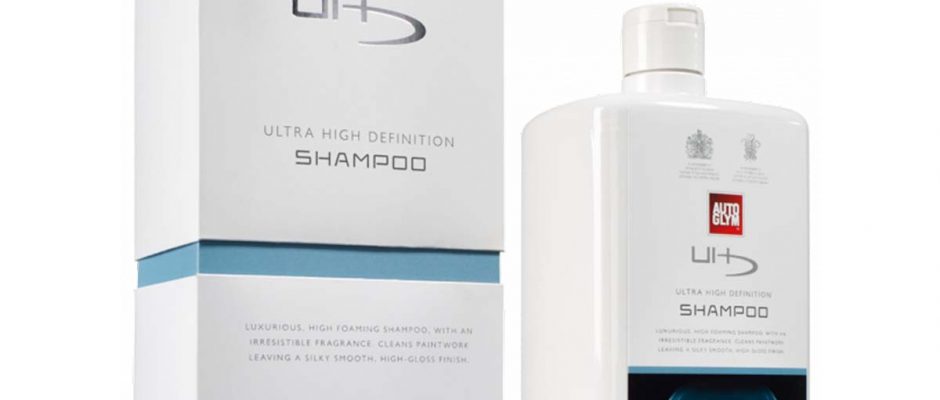 UHD
ULTRA HIGH DEFINITION
SHAMPOO
LUXURIOUS, HIGH FOAMING SHAMPOO, WITH AN
IRRESISTIBLE FRAGRANCE. CLEANS PAINTWORK
LEAVING A SILKY SMOOTH, HIGH-GLOSS FINISH.
AUTO
GLYM
UHD
ULTRA HIGH DEFINITION
SHAMPOO
LUXURIOUS, HIGH FOAMING SHAMPOO, WITH AN
IRRESISTIBLE FRAGRANCE. CLEANS PAINTWORK
LEAVING A SILKY SMOOTH, HIGH-GLOSS FINISH.